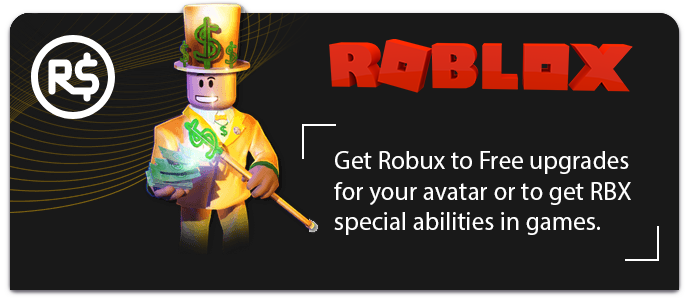 R$
ROBLOX
Get Robux to Free upgrades
for your avatar or to get RBX
special abilities in games.